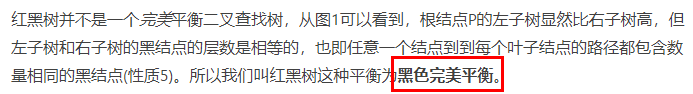 红黑树并不是一个完美平衡二叉查找树，从图1可以看到，根结点P的左子树显然比右子树高，但
左子树和右子树的黑结点的层数是相等的，也即任意一个结点到到每个叶子结点的路径都包含数
量相同的黑结点(性质5)。所以我们叫红黑树这种平衡为黑色完美平衡。